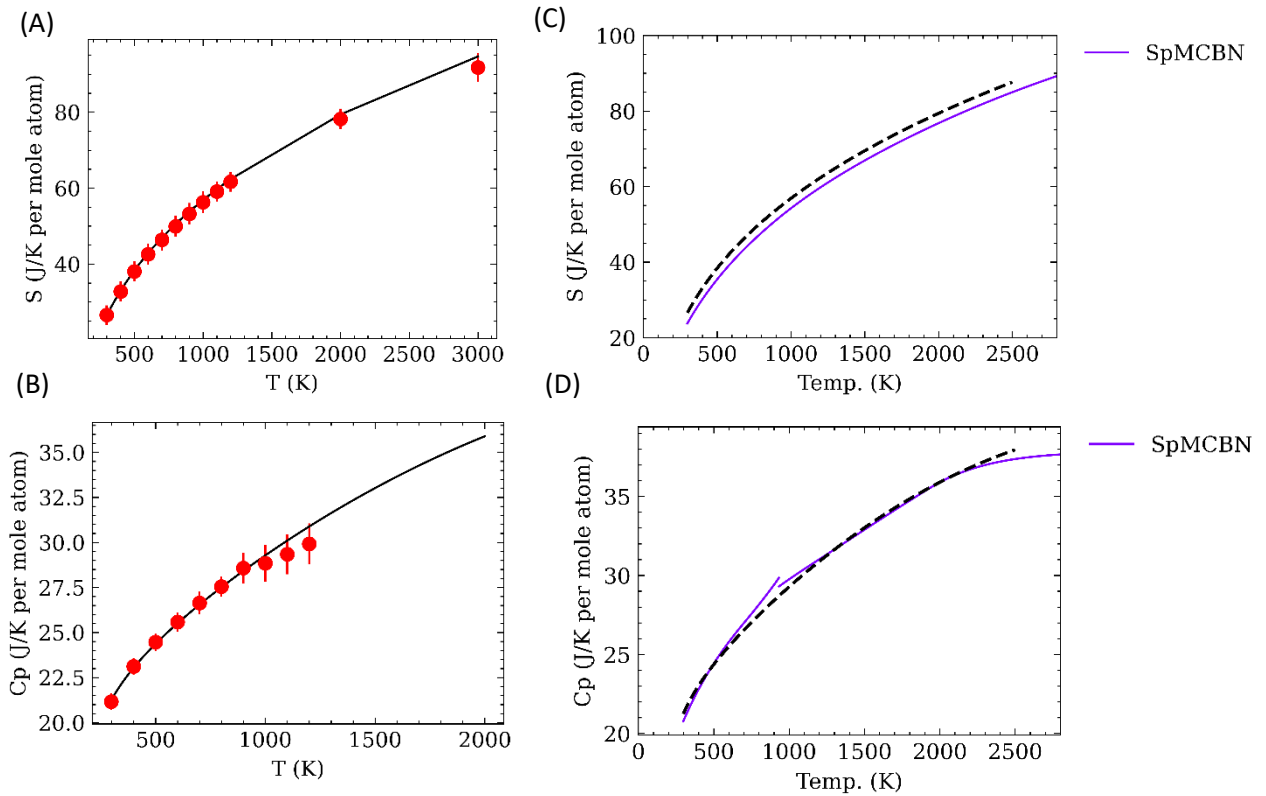 (A)
S (J/K per mole atom)
80
60
40
500
1000
1500
2000
2500
3000
T (K)
(C)
S (J/K per mole atom)
100
80
60
40
20
0
500
1000
1500
2000
2500
Temp. (K)
SpMCBN
(B)
Cp (J/K per mole atom)
35.0
32.5
30.0
27.5
25.0
22.5
20.0
500
1000
1500
2000
T (K)
(D)
Cp (J/K per mole atom)
35
30
25
20
0
500
1000
1500
2000
2500
Temp. (K)
SpMCBN